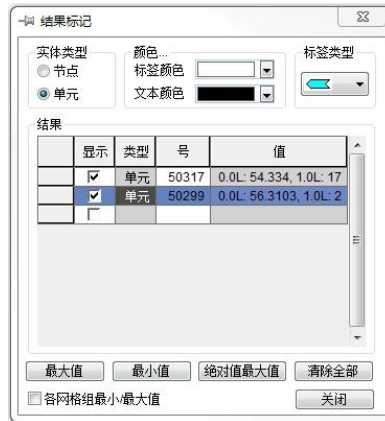 结果标记
实体类型
节点
单元
颜色...
标签颜色
文本颜色
标签类型
结果
显示 类型 号 值
单元 50317 0.0L: 54.334, 1.0L: 17
单元 50299 0.0L: 56.3103, 1.0L: 2
最大值 最小值 绝对值最大值 清除全部
各网格组最小/最大值 关闭